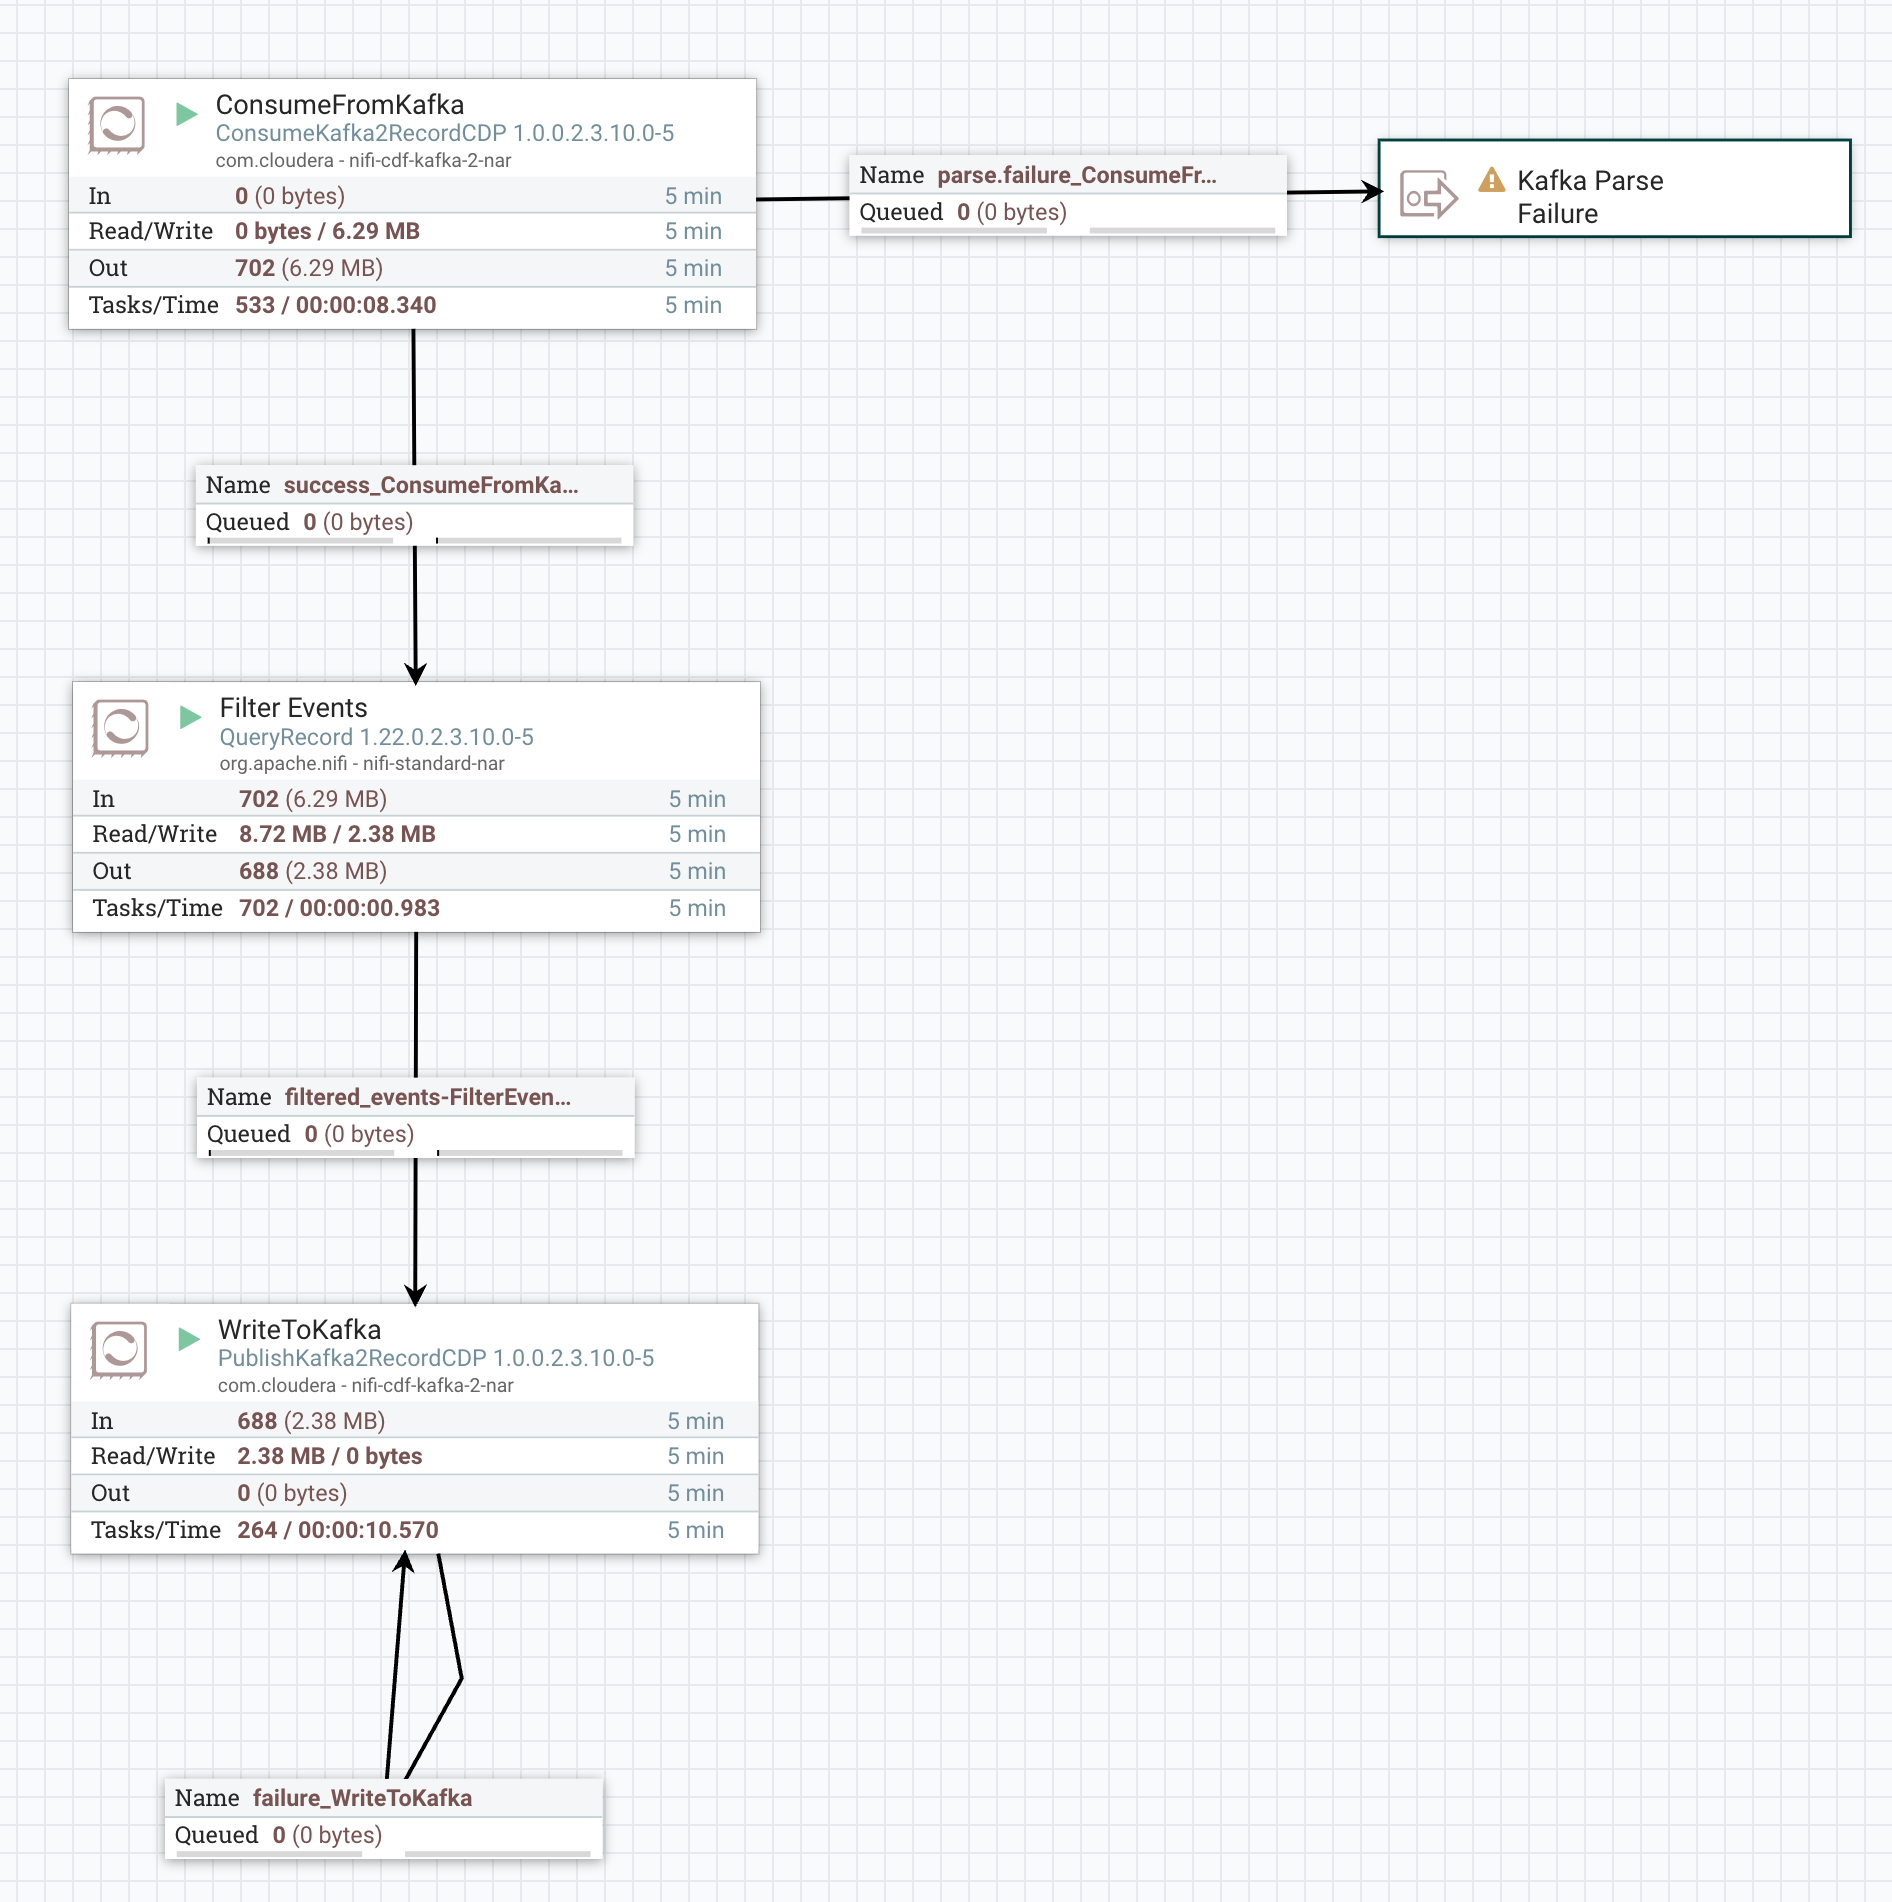 ConsumeFromKafka
ConsumeKafka2RecordCDP 1.0.0.2.3.10.0-5
com.cloudera - nifi-cdf-kafka-2-nar
In 0 (0 bytes) 5 min
Read/Write 0 bytes / 6.29 MB 5 min
Out 702 (6.29 MB) 5 min
Tasks/Time 533 / 00:00:08.340 5 min
Name parse.failure_ConsumeFr...
Queued 0 (0 bytes)
Kafka Parse
Failure
Name success_ConsumeFromKa...
Queued 0 (0 bytes)
Filter Events
QueryRecord 1.22.0.2.3.10.0-5
org.apache.nifi - nifi-standard-nar
In 702 (6.29 MB) 5 min
Read/Write 8.72 MB / 2.38 MB 5 min
Out 688 (2.38 MB) 5 min
Tasks/Time 702 / 00:00:00.983 5 min
Name filtered_events-FilterEven...
Queued 0 (0 bytes)
WriteToKafka
PublishKafka2RecordCDP 1.0.0.2.3.10.0-5
com.cloudera - nifi-cdf-kafka-2-nar
In 688 (2.38 MB) 5 min
Read/Write 2.38 MB / 0 bytes 5 min
Out 0 (0 bytes) 5 min
Tasks/Time 264 / 00:00:10.570 5 min
Name failure_WriteToKafka
Queued 0 (0 bytes)